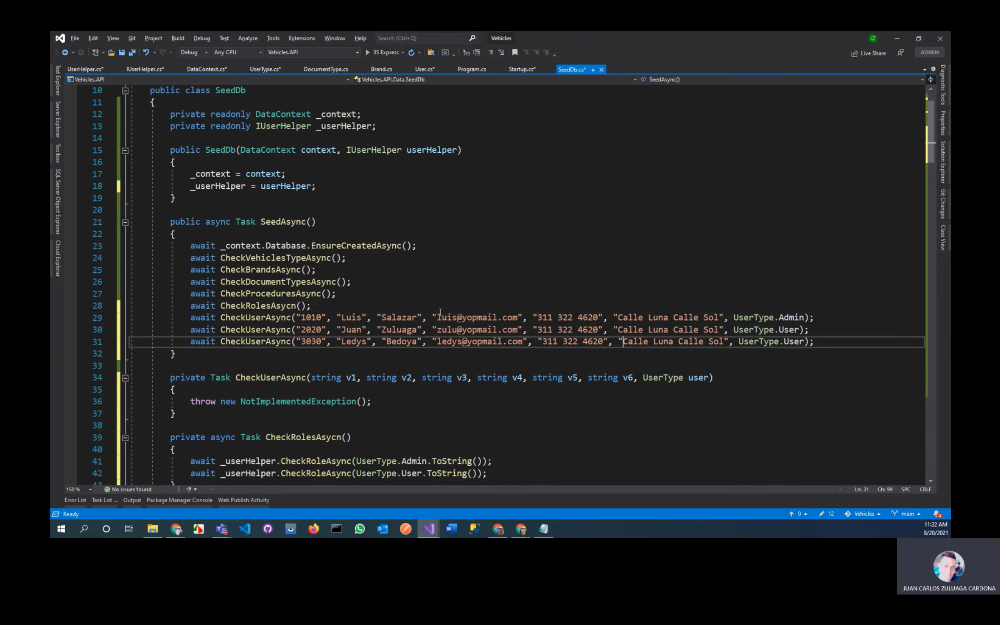 File Edit View Git Project Build Debug Test Analyze Tools Extensions Window Help Search (Ctrl+Q) Vehicles JZ
Debug Any CPU Vehicles.API IIS Express Live Share ADMIN
UserHelper.cs* IUserHelper.cs* DataContext.cs* UserType.cs* DocumentType.cs Brand.cs User.cs* Program.cs Startup.cs* SeedDb.cs*
Vehicles.API Vehicles.API.Data.SeedDb SeedAsync()
Test Explorer
Server Explorer
Toolbox
SQL Server Object Explorer
Cloud Explorer
10 public class SeedDb
11 {
12 private readonly DataContext _context;
13 private readonly IUserHelper _userHelper;
14
15 public SeedDb(DataContext context, IUserHelper userHelper)
16 {
17 _context = context;
18 _userHelper = userHelper;
19 }
20
21 public async Task SeedAsync()
22 {
23 await _context.Database.EnsureCreatedAsync();
24 await CheckVehiclesTypeAsync();
25 await CheckBrandsAsync();
26 await CheckDocumentTypesAsync();
27 await CheckProceduresAsync();
28 await CheckRolesAsycn();
29 await CheckUserAsync("1010", "Luis", "Salazar", "luis@yopmail.com", "311 322 4620", "Calle Luna Calle Sol", UserType.Admin);
30 await CheckUserAsync("2020", "Juan", "Zuluaga", "zulu@yopmail.com", "311 322 4620", "Calle Luna Calle Sol", UserType.User);
31 await CheckUserAsync("3030", "Ledys", "Bedoya", "ledys@yopmail.com", "311 322 4620", "Calle Luna Calle Sol", UserType.User);
32 }
33
34 private Task CheckUserAsync(string v1, string v2, string v3, string v4, string v5, string v6, UserType user)
35 {
36 throw new NotImplementedException();
37 }
38
39 private async Task CheckRolesAsycn()
40 {
41 await _userHelper.CheckRoleAsync(UserType.Admin.ToString());
42 await _userHelper.CheckRoleAsync(UserType.User.ToString());
43 }
Diagnostic Tools
Properties
Solution Explorer
Git Changes
Class View
150 % No issues found Ln: 31 Ch: 99 SPC CRLF
Error List Task List ... Output Package Manager Console Web Publish Activity
Ready 0 12 Vehicles main 4
11:22 AM
8/20/2021
JUAN CARLOS ZULUAGA CARDONA